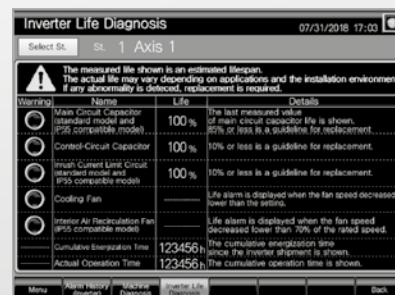 Inverter Life Diagnosis
07/31/2018 17:03
Select St.
St. 1 Axis 1
The measured life shown is an estimated lifespan.
The actual life may vary depending on applications and the installation environmen
If any abnormality is deteced, replacement is required.
Warning Name Life Details
Main Circuit Capacitor
(standard model and
IP55 compatible model)
100 %
The last measured value
of main circuit capacitor life is shown.
85% or less is a guideline for replacement.
Control-Circuit Capacitor
100 %
10% or less is a guideline for replacement.
Inrush Current Limit Circuit
(standard model and
IP55 compatible model)
100 %
10% or less is a guideline for replacement.
Cooling Fan
Life alarm is displayed when the fan speed decreased
lower than the setting.
Interior Air Recirculation Fan
(IP55 compatible model)
Life alarm is displayed when the fan speed
decreased lower than 70% of the rated speed.
Cumulative Energization Time
123456 h
The cumulative energization time
since the inverter shipment is shown.
Actual Operation Time
123456 h
The cumulative operation time is shown.
Menu
Alarm History
(Inverter)
Machine
Diagnosis
Inverter Life
Diagnosis
Back